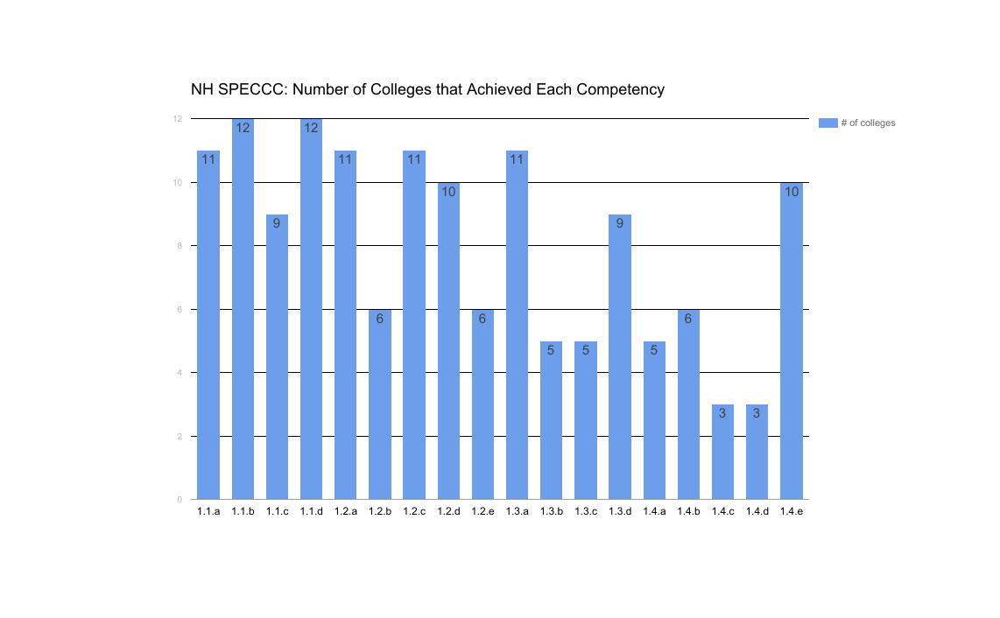 NH SPECCC: Number of Colleges that Achieved Each Competency
# of colleges
12
10
8
6
4
2
0
11 12 9 12 11 6 11 10 6 11 5 5 9 5 6 3 3 10
1.1.a 1.1.b 1.1.c 1.1.d 1.2.a 1.2.b 1.2.c 1.2.d 1.2.e 1.3.a 1.3.b 1.3.c 1.3.d 1.4.a 1.4.b 1.4.c 1.4.d 1.4.e